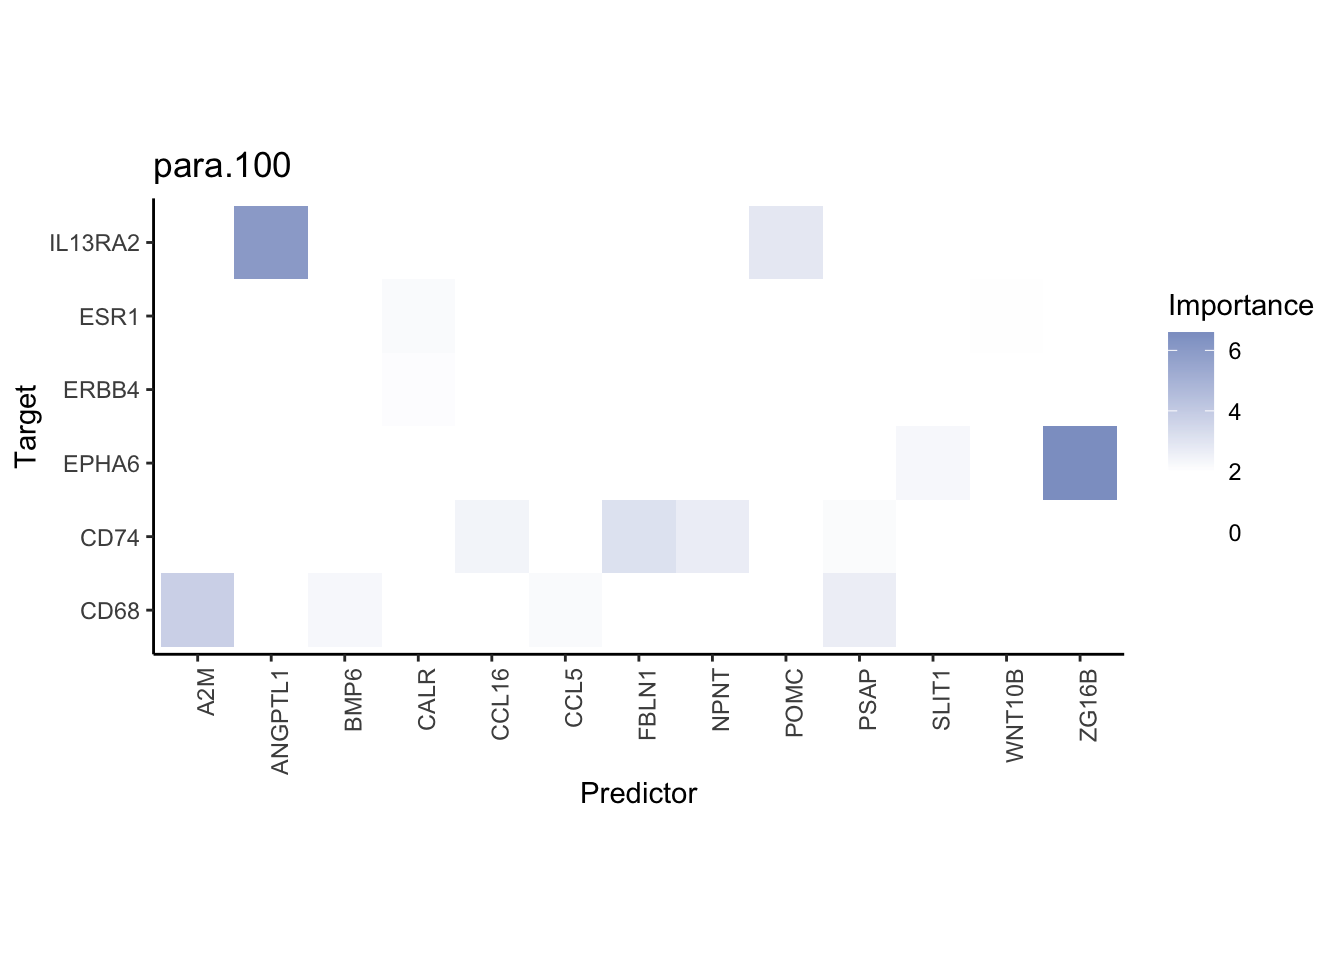 para.100
IL13RA2
ESR1
ERBB4
EPHA6
CD74
CD68
Target
A2M
ANGPTL1
BMP6
CALR
CCL16
CCL5
FBLN1
NPNT
POMC
PSAP
SLIT1
WNT10B
ZG16B
Predictor
Importance
6
4
2
0